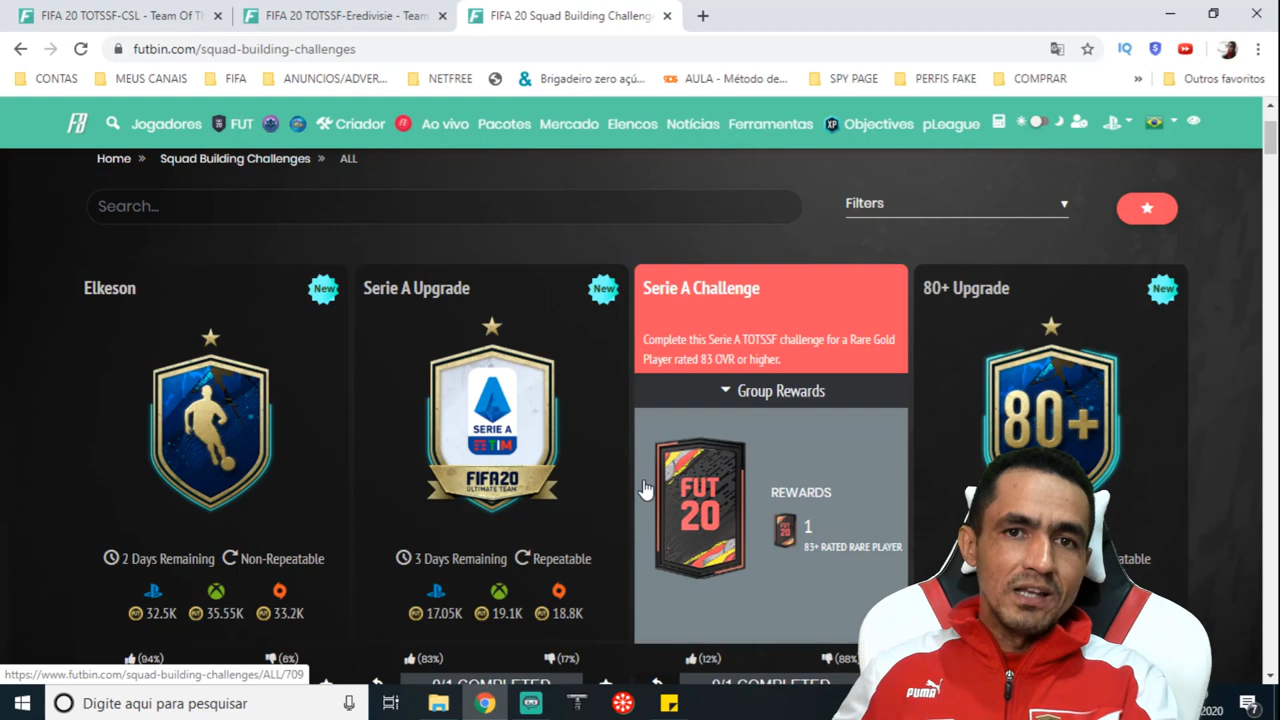 FIFA 20 TOTSSF-CSL - Team Of Th
FIFA 20 TOTSSF-Eredivisie - Team
FIFA 20 Squad Building Challeng
futbin.com/squad-building-challenges
CONTAS
MEUS CANAIS
FIFA
ANUNCIOS/ADVER...
NETFREE
Brigadeiro zero açú...
AULA - Método de...
SPY PAGE
PERFIS FAKE
COMPRAR
»
Outros favoritos
Jogadores
FUT
Criador
Ao vivo
Pacotes
Mercado
Elencos
Notícias
Ferramentas
XP Objectives
pLeague
Home » Squad Building Challenges » ALL
Search...
Filters
Elkeson
New
Serie A Upgrade
New
Serie A Challenge
80+ Upgrade
New
Complete this Serie A TOTSSF challenge for a Rare Gold
Player rated 83 OVR or higher.
Group Rewards
SERIE A
TIM
FIFA20
ULTIMATE TEAM
FUT
20
REWARDS
1
83+ RATED RARE PLAYER
80+
2 Days Remaining
Non-Repeatable
3 Days Remaining
Repeatable
32.5K
35.55K
33.2K
17.05K
19.1K
18.8K
(94%)
(6%)
(83%)
(17%)
(12%)
(88%)
0/1 COMPLETED
https://www.futbin.com/squad-building-challenges/ALL/709
PUMA
Digite aqui para pesquisar
2020
7